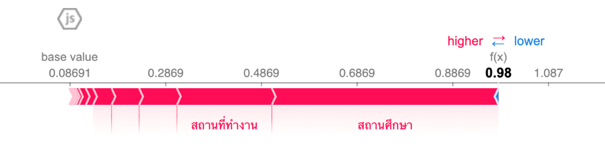 js
higher lower
base value f(x)
0.08691 0.2869 0.4869 0.6869 0.8869 0.98 1.087
สถานที่ทำงาน สถานศึกษา